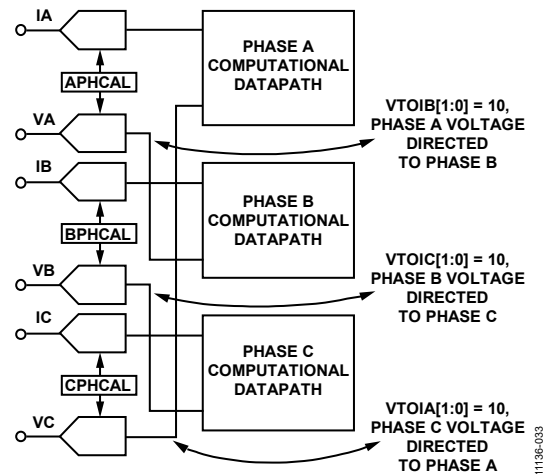 IA
APHCAL
VA
IB
BPHCAL
VB
IC
CPHCAL
VC
PHASE A
COMPUTATIONAL
DATAPATH
PHASE B
COMPUTATIONAL
DATAPATH
PHASE C
COMPUTATIONAL
DATAPATH
VTOIB[1:0] = 10,
PHASE A VOLTAGE
DIRECTED
TO PHASE B
VTOIC[1:0] = 10,
PHASE B VOLTAGE
DIRECTED
TO PHASE C
VTOIA[1:0] = 10,
PHASE C VOLTAGE
DIRECTED
TO PHASE A
11136-033